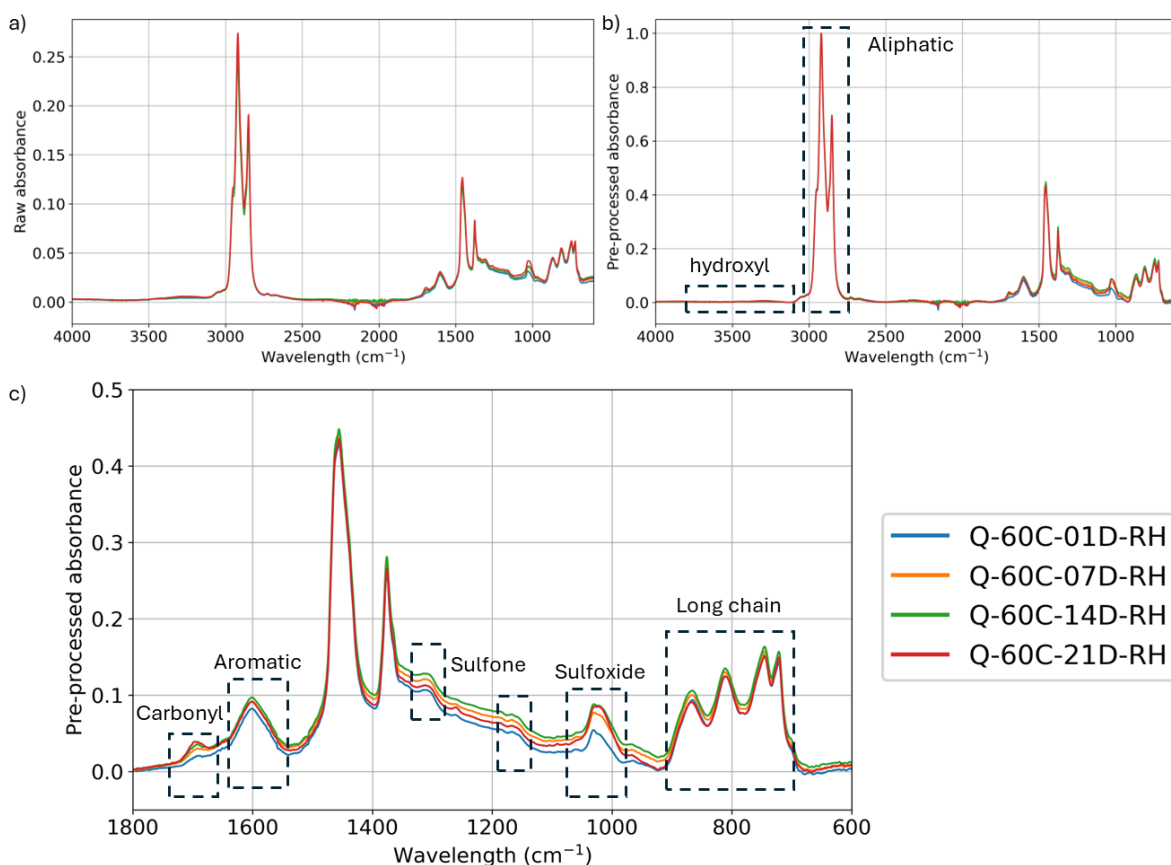 a)
0.25
0.20
0.15
0.10
0.05
0.00
Raw absorbance
4000 3500 3000 2500 2000 1500 1000
Wavelength (cm⁻¹)
b)
1.0
0.8
0.6
0.4
0.2
0.0
Pre-processed absorbance
Aliphatic
hydroxyl
4000 3500 3000 2500 2000 1500 1000
Wavelength (cm⁻¹)
c)
0.5
0.4
0.3
0.2
0.1
0.0
Pre-processed absorbance
Carbonyl
Aromatic
Sulfone
Sulfoxide
Long chain
1800 1600 1400 1200 1000 800 600
Wavelength (cm⁻¹)
Q-60C-01D-RH
Q-60C-07D-RH
Q-60C-14D-RH
Q-60C-21D-RH